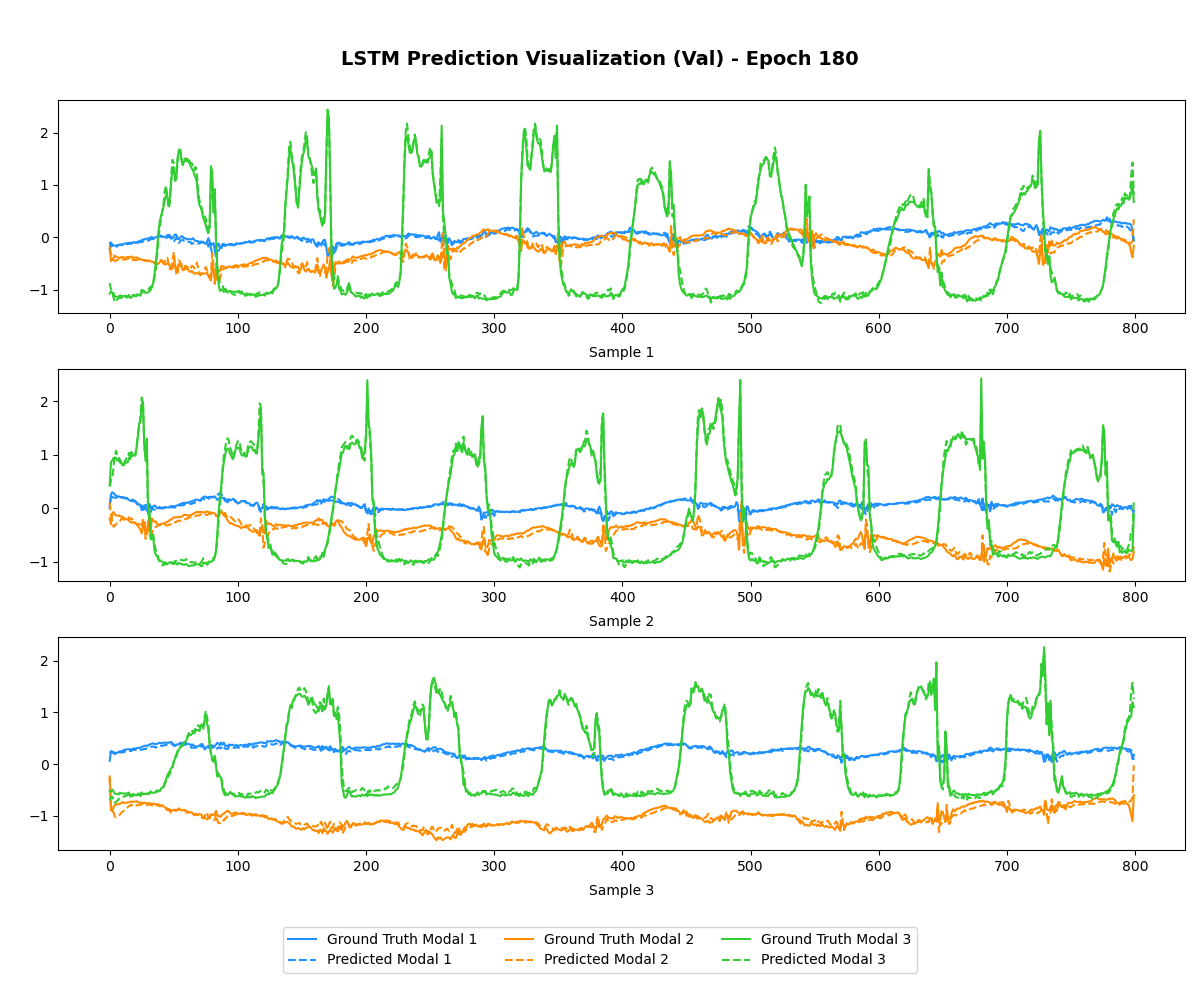 LSTM Prediction Visualization (Val) - Epoch 180
2
1
0
−1
0 100 200 300 400 500 600 700 800
Sample 1
2
1
0
−1
0 100 200 300 400 500 600 700 800
Sample 2
2
1
0
−1
0 100 200 300 400 500 600 700 800
Sample 3
Ground Truth Modal 1 Ground Truth Modal 2 Ground Truth Modal 3
Predicted Modal 1 Predicted Modal 2 Predicted Modal 3